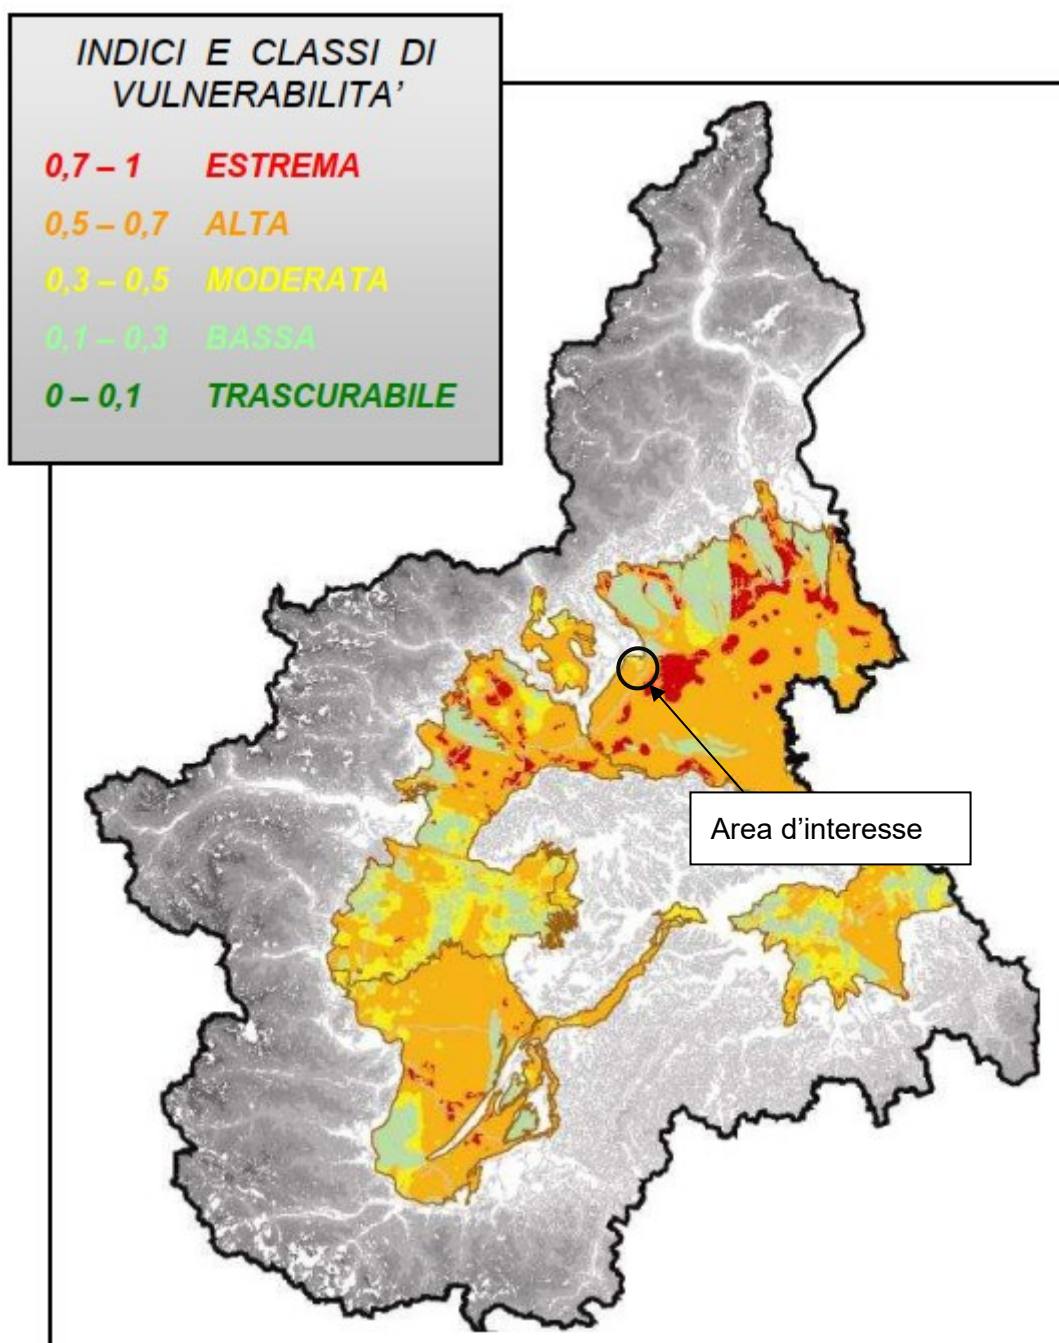 INDICI E CLASSI DI
VULNERABILITA’
0,7 – 1 ESTREMA
0,5 – 0,7 ALTA
0,3 – 0,5 MODERATA
0,1 – 0,3 BASSA
0 – 0,1 TRASCURABILE
Area d’interesse